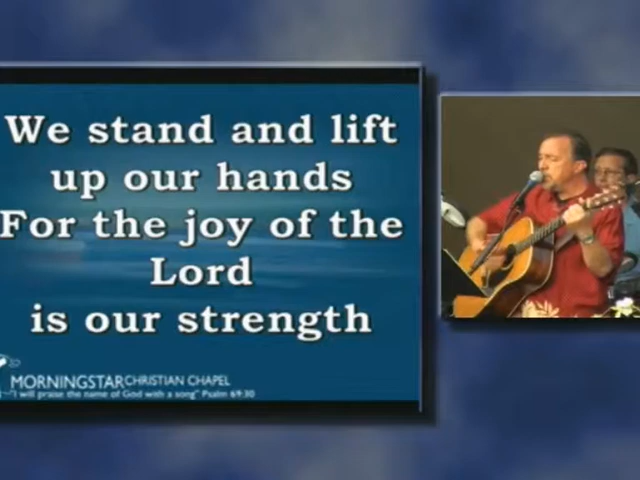 We stand and lift
up our hands
For the joy of the
Lord
is our strength
MORNINGSTAR CHRISTIAN CHAPEL
"I will praise the name of God with a song" Psalm 69:30